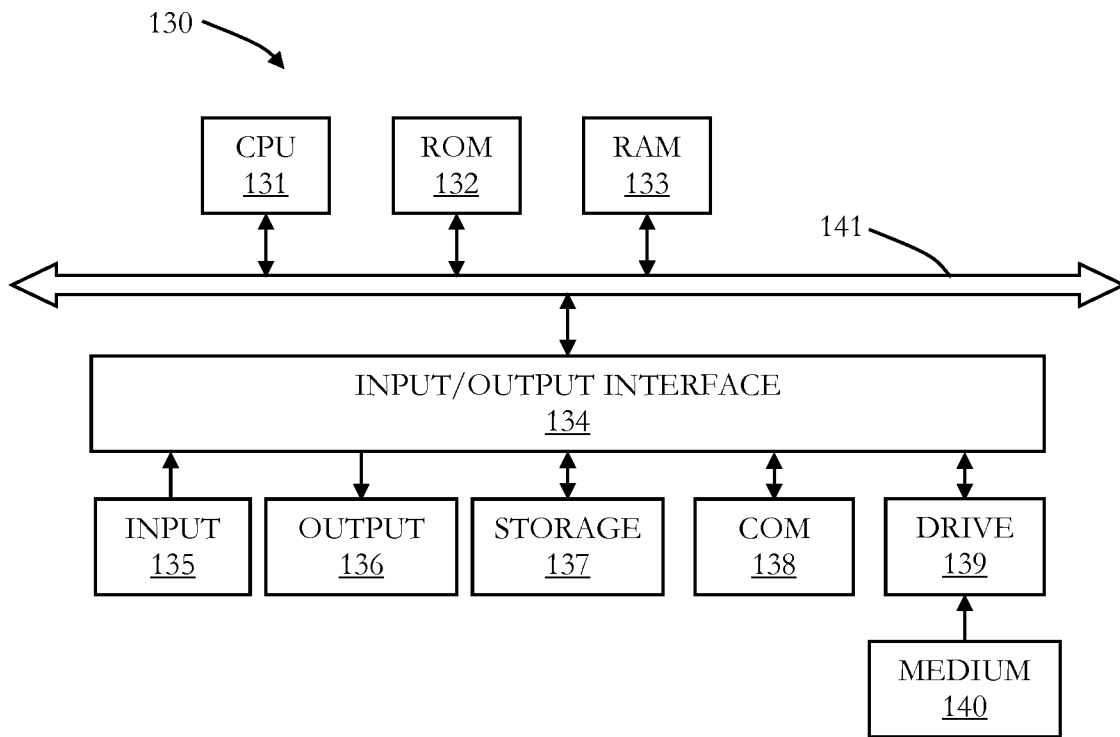 130
CPU
131
ROM
132
RAM
133
141
INPUT/OUTPUT INTERFACE
134
INPUT
135
OUTPUT
136
STORAGE
137
COM
138
DRIVE
139
MEDIUM
140